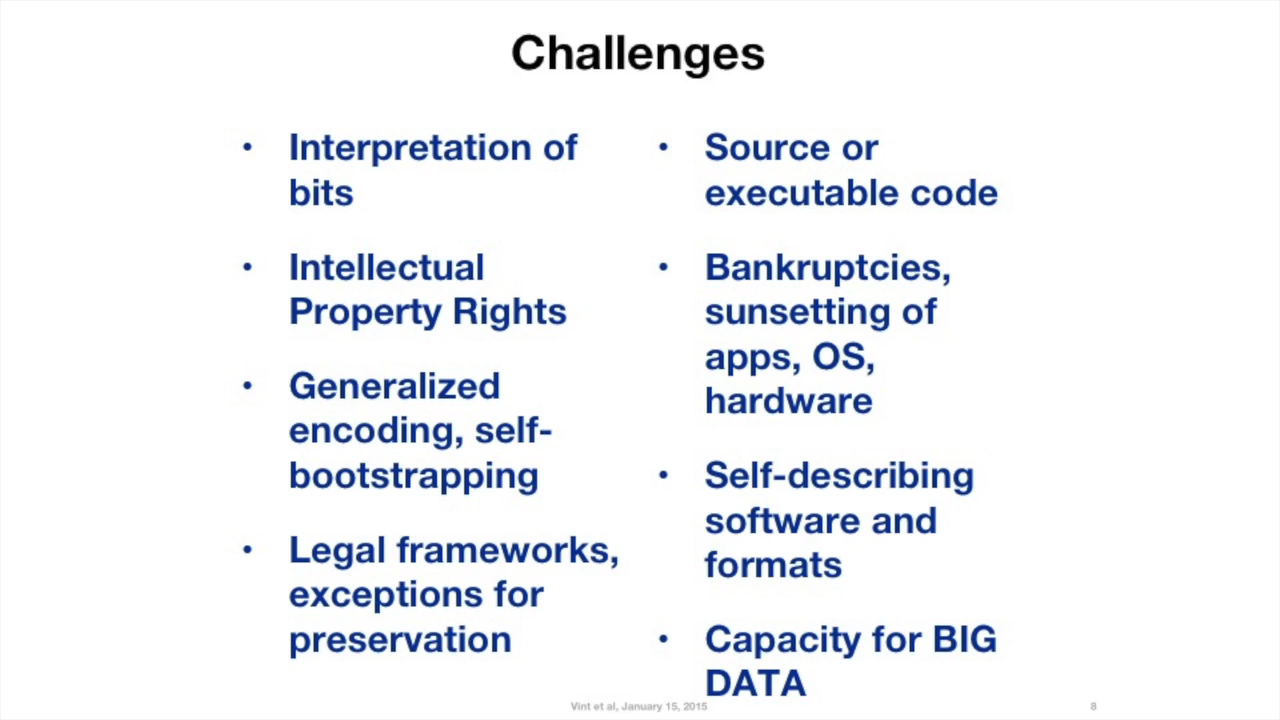 Challenges
• Interpretation of
bits
• Intellectual
Property Rights
• Generalized
encoding, self-
bootstrapping
• Legal frameworks,
exceptions for
preservation
• Source or
executable code
• Bankruptcies,
sunsetting of
apps, OS,
hardware
• Self-describing
software and
formats
• Capacity for BIG
DATA
Vint et al, January 15, 2015
8